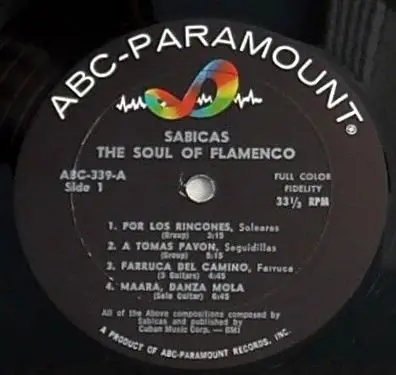 ABC-PARAMOUNT®
SABICAS
THE SOUL OF FLAMENCO
ABC-339-A
Side 1
FULL COLOR
FIDELITY
33⅓ RPM
1. POR LOS RINCONES, Soleares
(Group) 3:15
2. A TOMAS PAVON, Seguidillas
(Group) 5:15
3. FARRUCA DEL CAMINO, Farruca
(3 Guitars) 4:45
4. MAARA, DANZA MOLA
(Solo Guitar) 6:45
All of the Above compositions composed by
Sabicas and published by
Cuban Music Corp. - BMI
A PRODUCT OF ABC-PARAMOUNT RECORDS, INC.